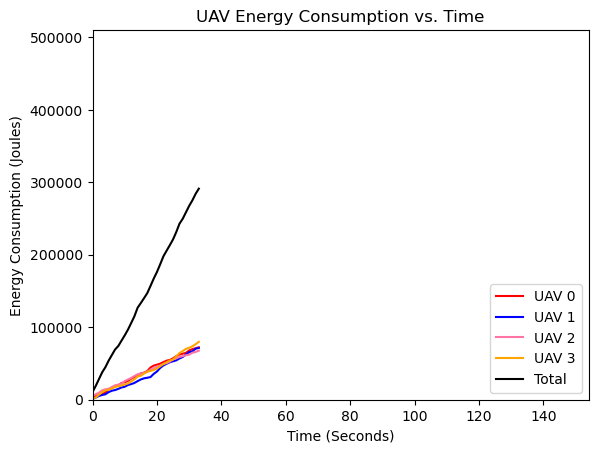 UAV Energy Consumption vs. Time
Energy Consumption (Joules)
500000
400000
300000
200000
100000
0
0 20 40 60 80 100 120 140
Time (Seconds)
UAV 0
UAV 1
UAV 2
UAV 3
Total